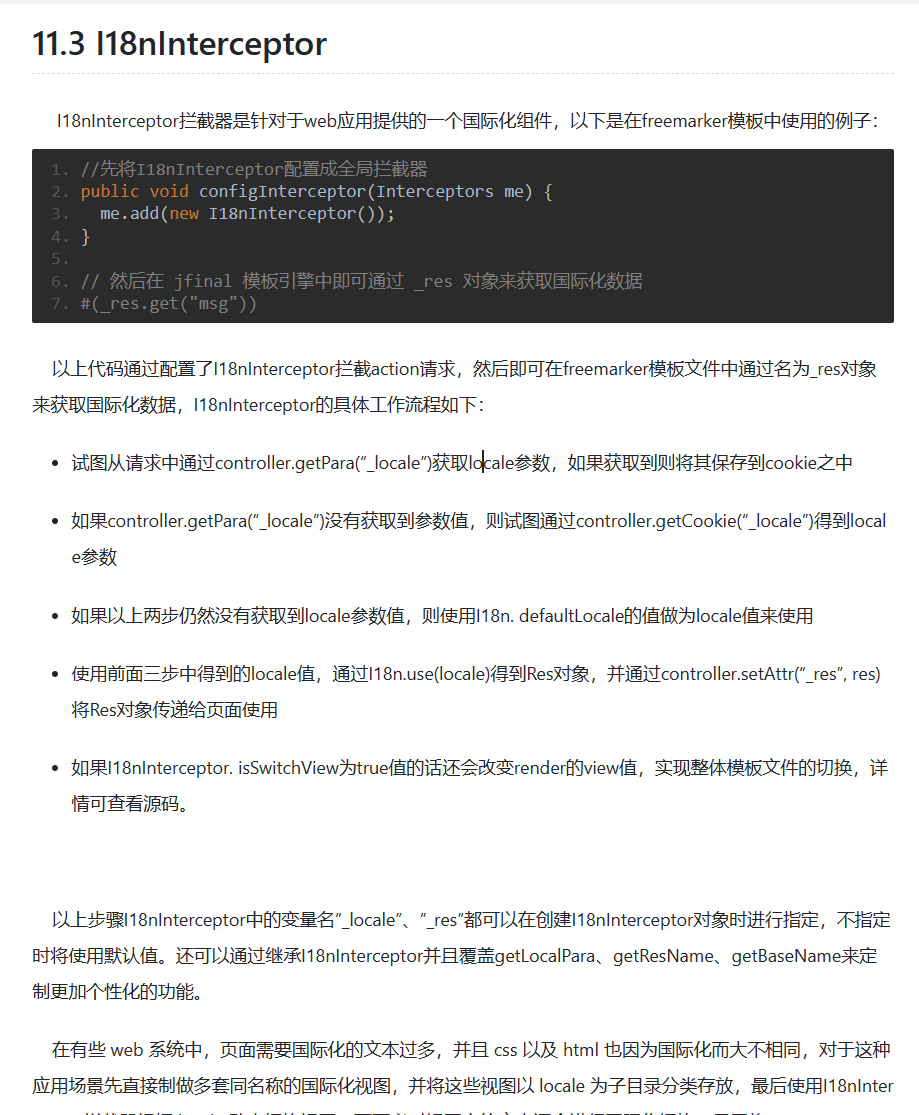 11.3 I18nInterceptor
I18nInterceptor拦截器是针对于web应用提供的一个国际化组件，以下是在freemarker模板中使用的例子：
1. //先将I18nInterceptor配置成全局拦截器
2. public void configInterceptor(Interceptors me) {
3.   me.add(new I18nInterceptor());
4. }
5.
6. // 然后在 jfinal 模板引擎中即可通过 _res 对象来获取国际化数据
7. #(_res.get("msg"))
以上代码通过配置了I18nInterceptor拦截action请求，然后即可在freemarker模板文件中通过名为_res对象
来获取国际化数据，I18nInterceptor的具体工作流程如下：
• 试图从请求中通过controller.getPara(“_locale”)获取locale参数，如果获取到则将其保存到cookie之中
• 如果controller.getPara(“_locale”)没有获取到参数值，则试图通过controller.getCookie(“_locale”)得到local
e参数
• 如果以上两步仍然没有获取到locale参数值，则使用I18n. defaultLocale的值做为locale值来使用
• 使用前面三步中得到的locale值，通过I18n.use(locale)得到Res对象，并通过controller.setAttr(“_res”, res)
将Res对象传递给页面使用
• 如果I18nInterceptor. isSwitchView为true值的话还会改变render的view值，实现整体模板文件的切换，详
情可查看源码。
以上步骤I18nInterceptor中的变量名”_locale”、”_res”都可以在创建I18nInterceptor对象时进行指定，不指定
时将使用默认值。还可以通过继承I18nInterceptor并且覆盖getLocalPara、getResName、getBaseName来定
制更加个性化的功能。
在有些 web 系统中，页面需要国际化的文本过多，并且 css 以及 html 也因为国际化而大不相同，对于这种
应用场景先直接制做多套同名称的国际化视图，并将这些视图以 locale 为子目录分类存放，最后使用I18nInter